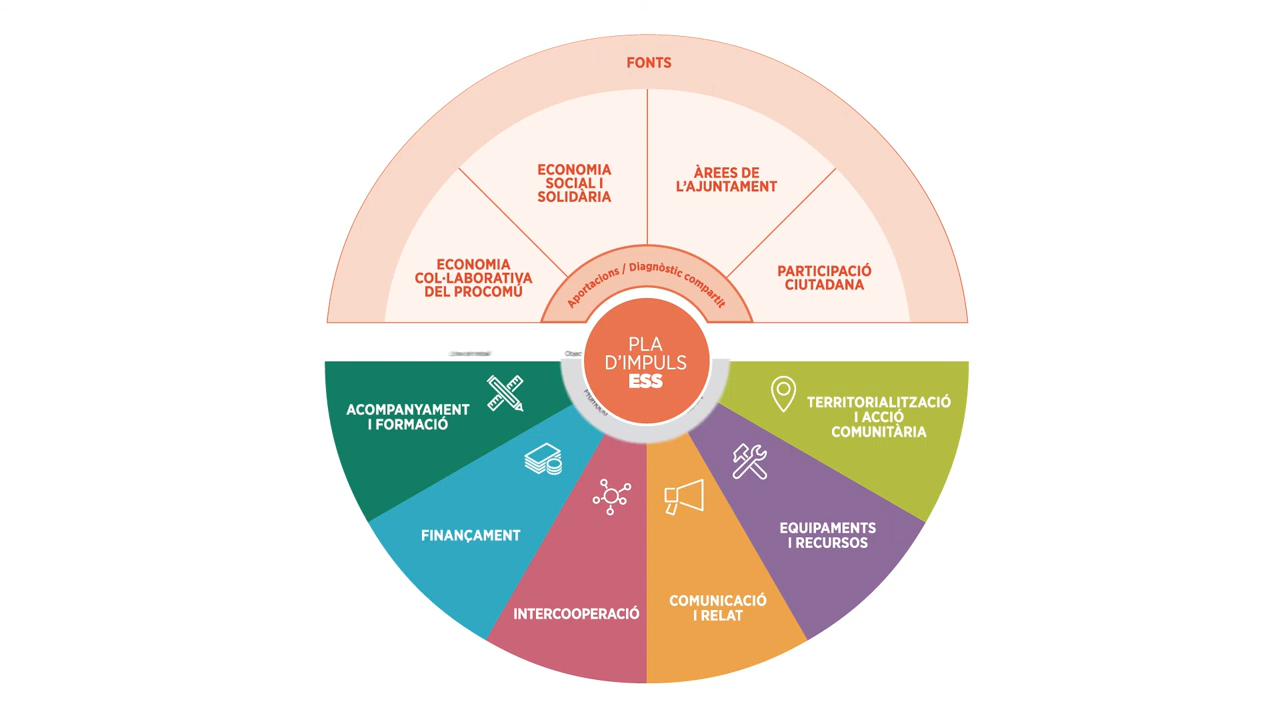 FONTS
ECONOMIA
SOCIAL I
SOLIDÀRIA
ÀREES DE
L'AJUNTAMENT
ECONOMIA
COL·LABORATIVA
DEL PROCOMÚ
Aportacions / Diagnòstic compartit
PARTICIPACIÓ
CIUTADANA
PLA
D'IMPULS
ESS
ACOMPANYAMENT
I FORMACIÓ
TERRITORIALITZACIÓ
I ACCIÓ
COMUNITÀRIA
FINANÇAMENT
EQUIPAMENTS
I RECURSOS
INTERCOOPERACIÓ
COMUNICACIÓ
I RELAT